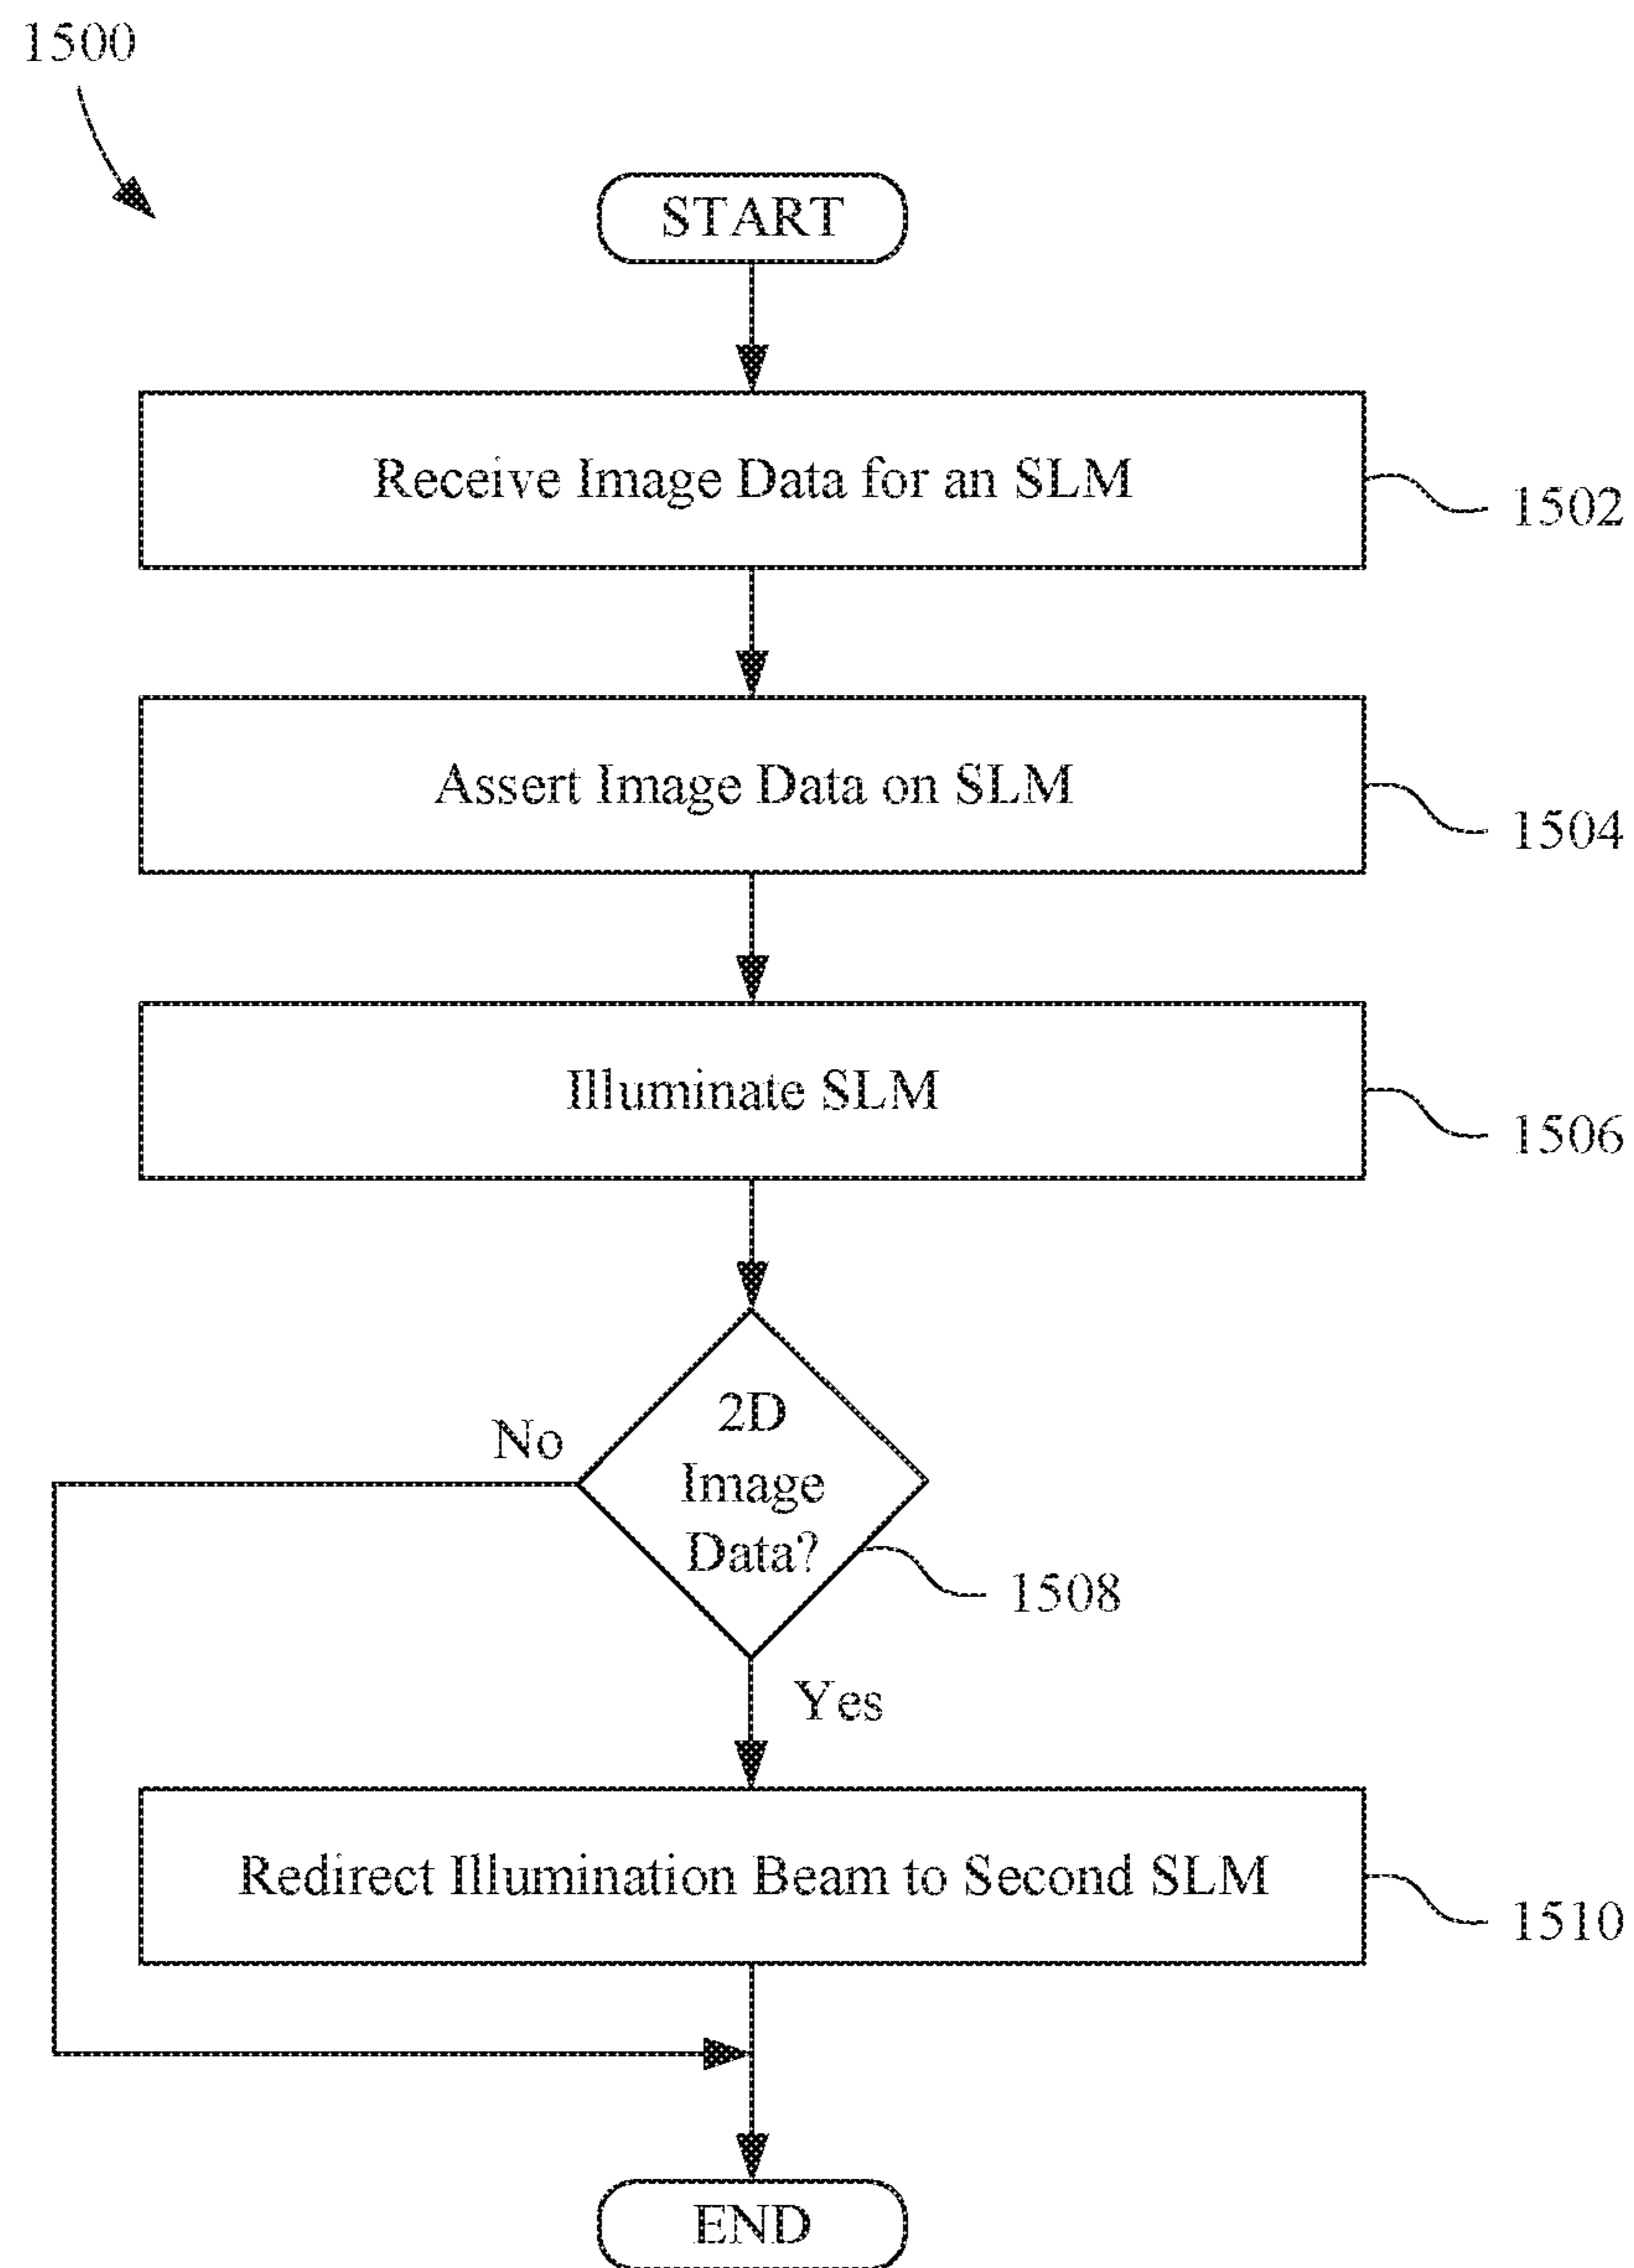 1500
START
Receive Image Data for an SLM
1502
Assert Image Data on SLM
1504
Illuminate SLM
1506
2D
Image
Data?
No
1508
Yes
Redirect Illumination Beam to Second SLM
1510
END